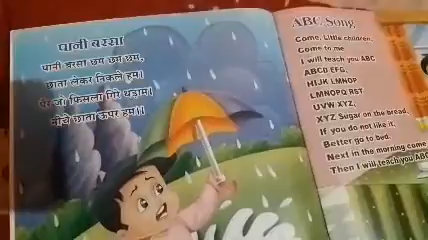 पानी बरसा
पानी बरसा छम छम छम,
छाता लेकर निकले हम।
पैर जो फिसला गिरे धड़ाम।
नीचे छाता ऊपर हम।।
ABC Song
Come, Little children,
Come to me
I will teach you ABC
ABCD EFG,
HIJK LMNOP
LMNOPQ RST,
UVW XYZ,
XYZ Sugar on the bread,
If you do not like it,
Better go to bed
Next in the morning come
Then I will teach you ABC